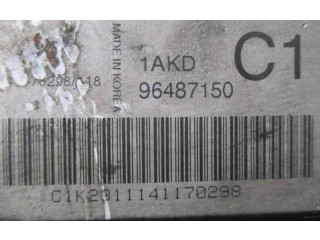 1AKD
C1
96487150
MADE IN KOREA
C1K2311141170298